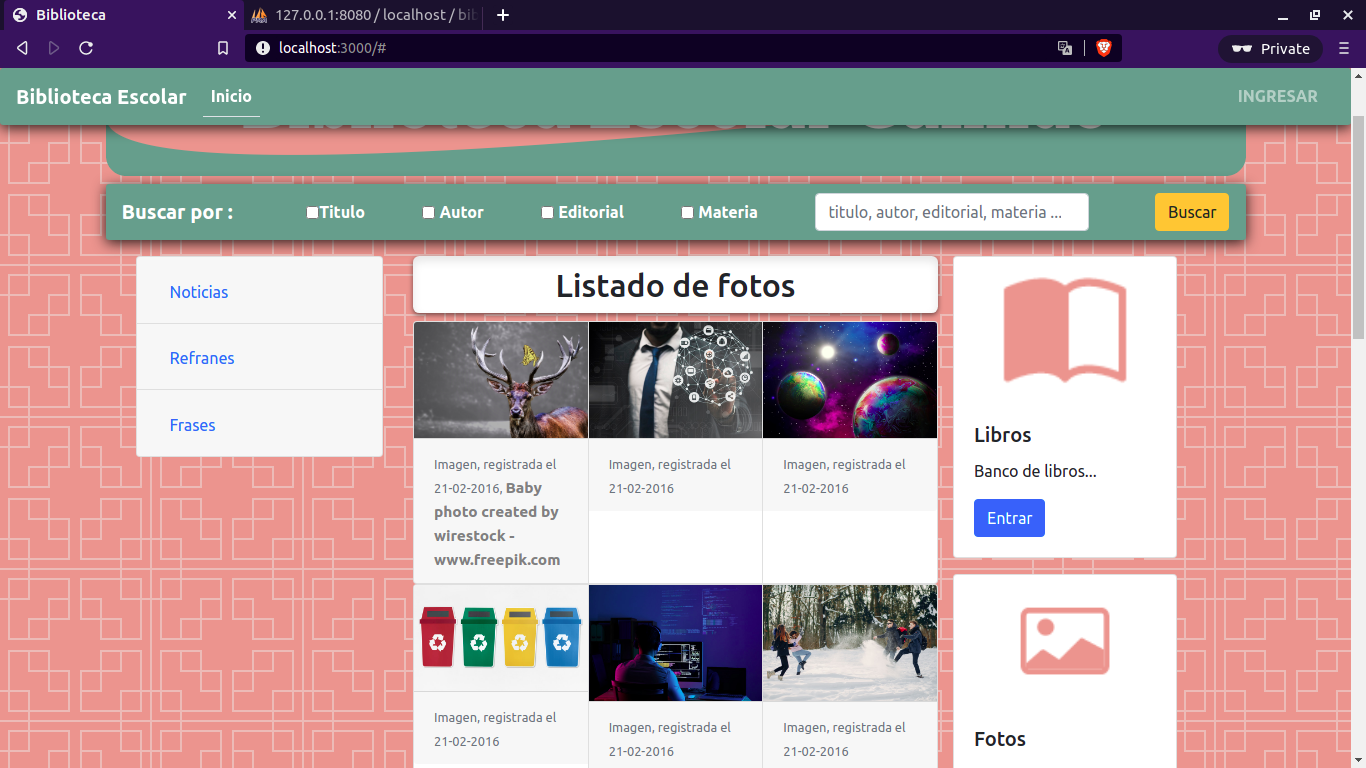 Biblioteca
127.0.0.1:8080 / localhost / bib
localhost:3000/#
Private
Biblioteca Escolar
Inicio
INGRESAR
Buscar por :
Titulo
Autor
Editorial
Materia
titulo, autor, editorial, materia ...
Buscar
Noticias
Refranes
Frases
Listado de fotos
Imagen, registrada el
21-02-2016, Baby
photo created by
wirestock -
www.freepik.com
Imagen, registrada el
21-02-2016
Imagen, registrada el
21-02-2016
Imagen, registrada el
21-02-2016
Imagen, registrada el
21-02-2016
Imagen, registrada el
21-02-2016
Libros
Banco de libros...
Entrar
Fotos